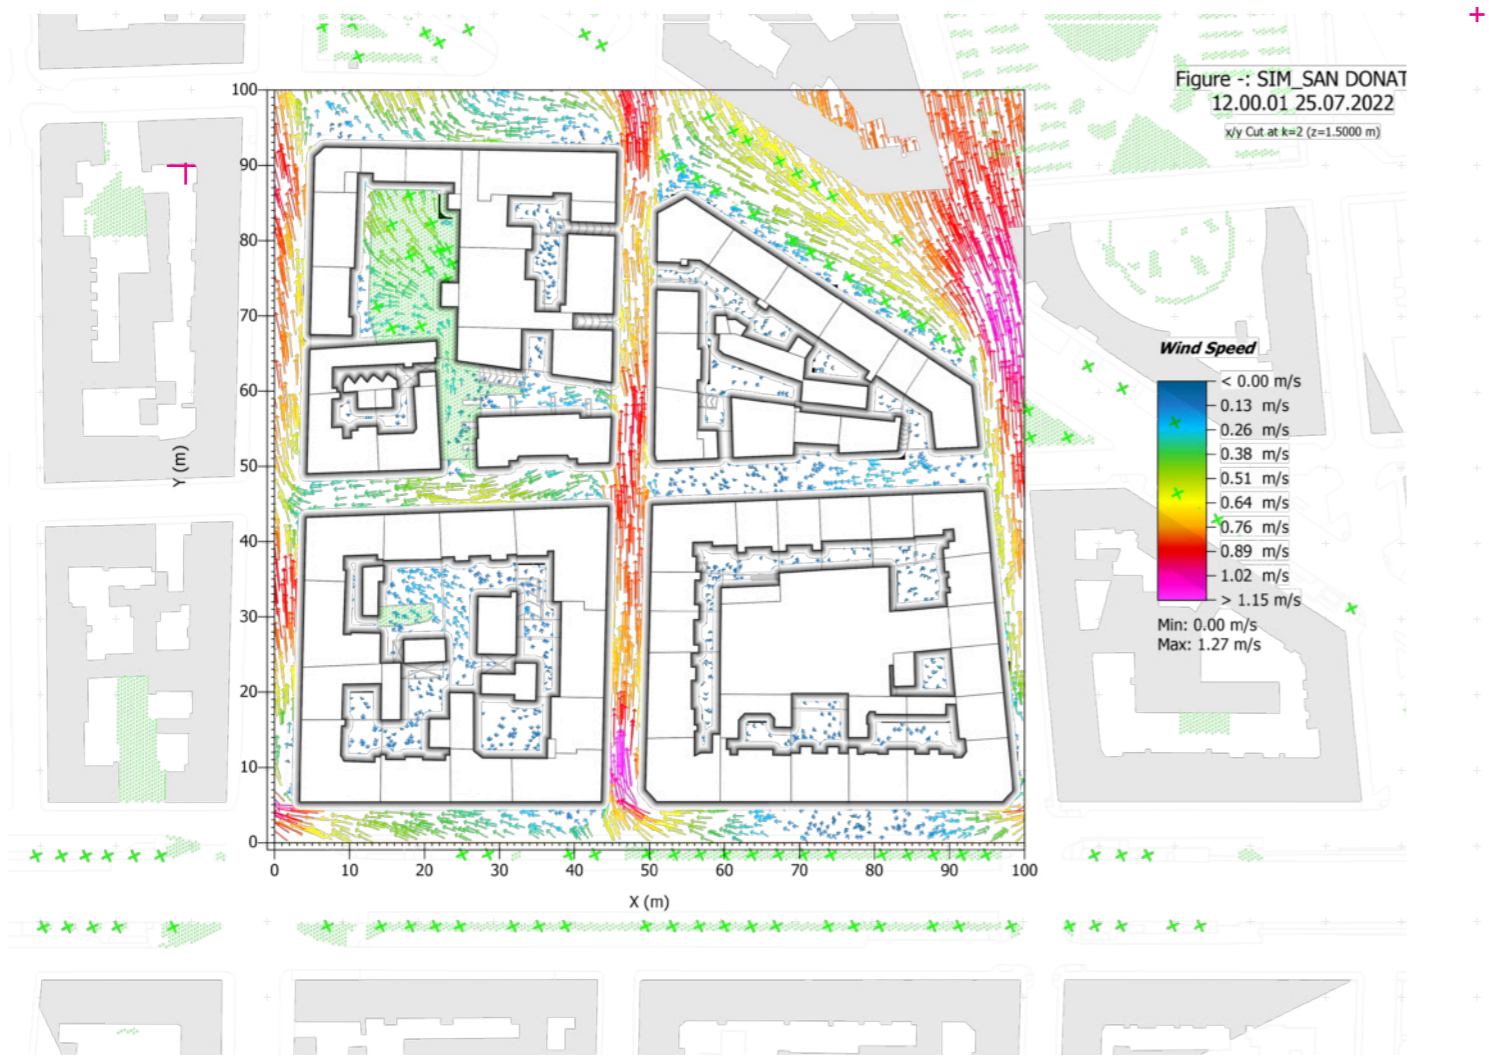 Figure -: SIM_SAN DONAT
12.00.01 25.07.2022
x/y Cut at k=2 (z=1.5000 m)
Wind Speed
< 0.00 m/s
0.13 m/s
0.26 m/s
0.38 m/s
0.51 m/s
0.64 m/s
0.76 m/s
0.89 m/s
1.02 m/s
> 1.15 m/s
Min: 0.00 m/s
Max: 1.27 m/s
Y (m)
100
90
80
70
60
50
40
30
20
10
0
0 10 20 30 40 50 60 70 80 90 100
X (m)